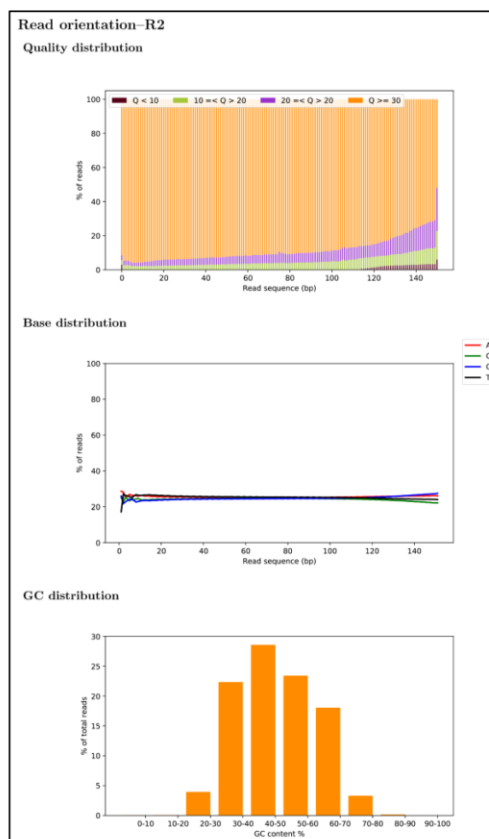 Read orientation–R2
Quality distribution
Q < 10 10 =< Q > 20 20 =< Q > 20 Q >= 30
100
80
60
40
20
0
% of reads
0 20 40 60 80 100 120 140
Read sequence (bp)
Base distribution
A
T
100
80
60
40
20
0
% of reads
0 20 40 60 80 100 120 140
Read sequence (bp)
GC distribution
30
25
20
15
10
5
0
% of total reads
0-10 10-20 20-30 30-40 40-50 50-60 60-70 70-80 80-90 90-100
GC content %